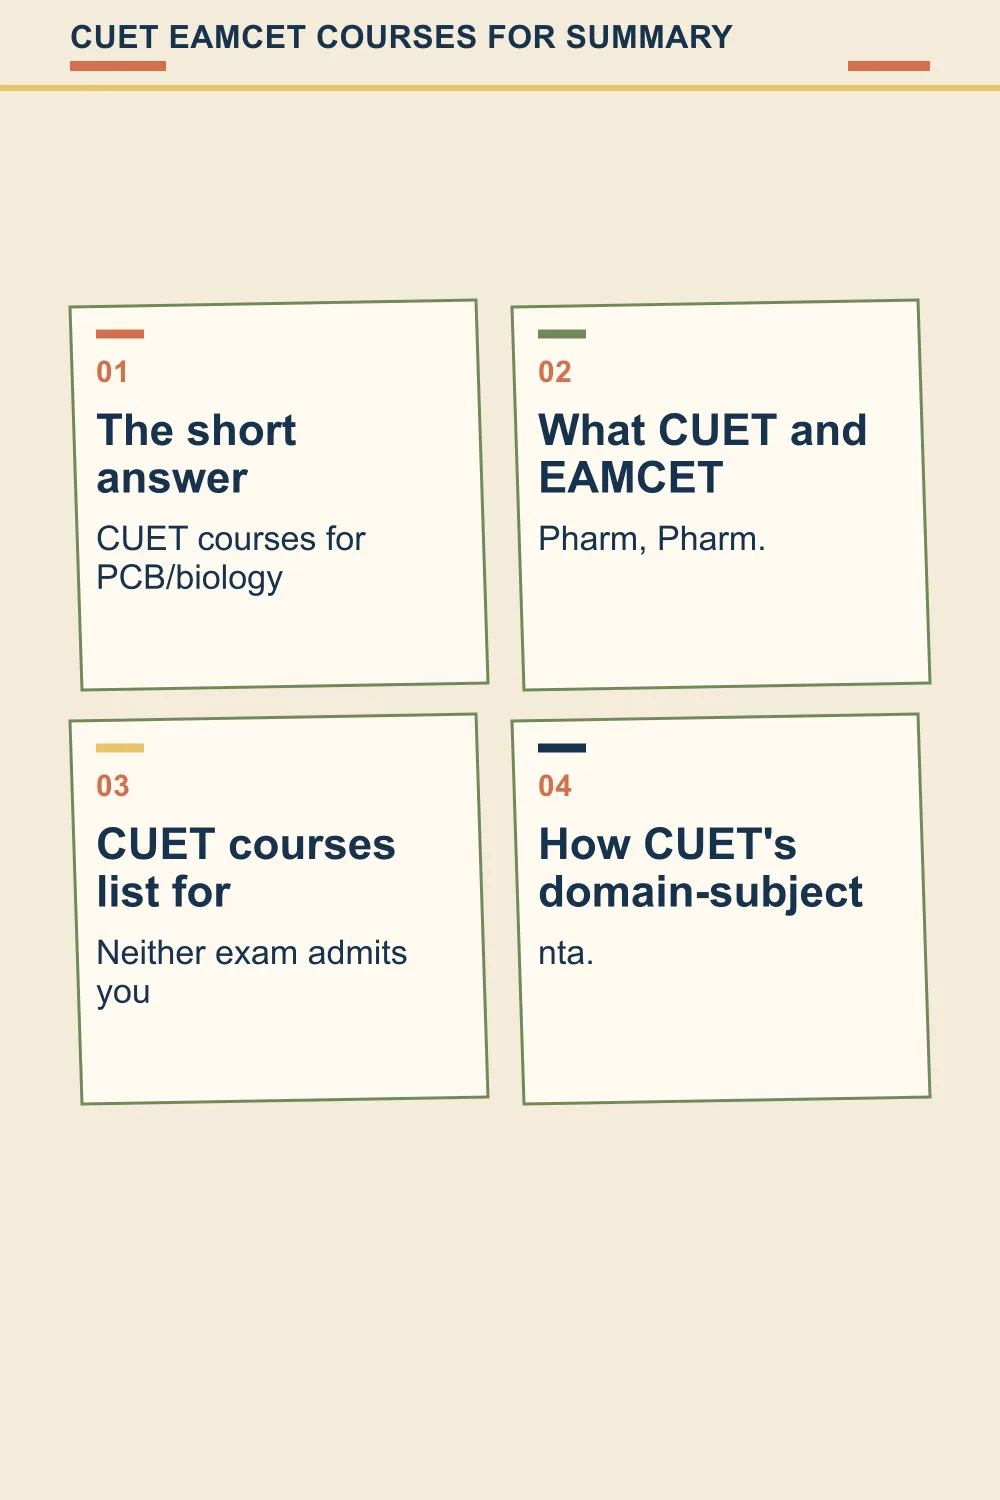 CUET EAMCET COURSES FOR SUMMARY
01
The short
answer
CUET courses for
PCB/biology
02
What CUET and
EAMCET
Pharm, Pharm.
03
CUET courses
list for
Neither exam admits
you
04
How CUET's
domain-subject
nta.